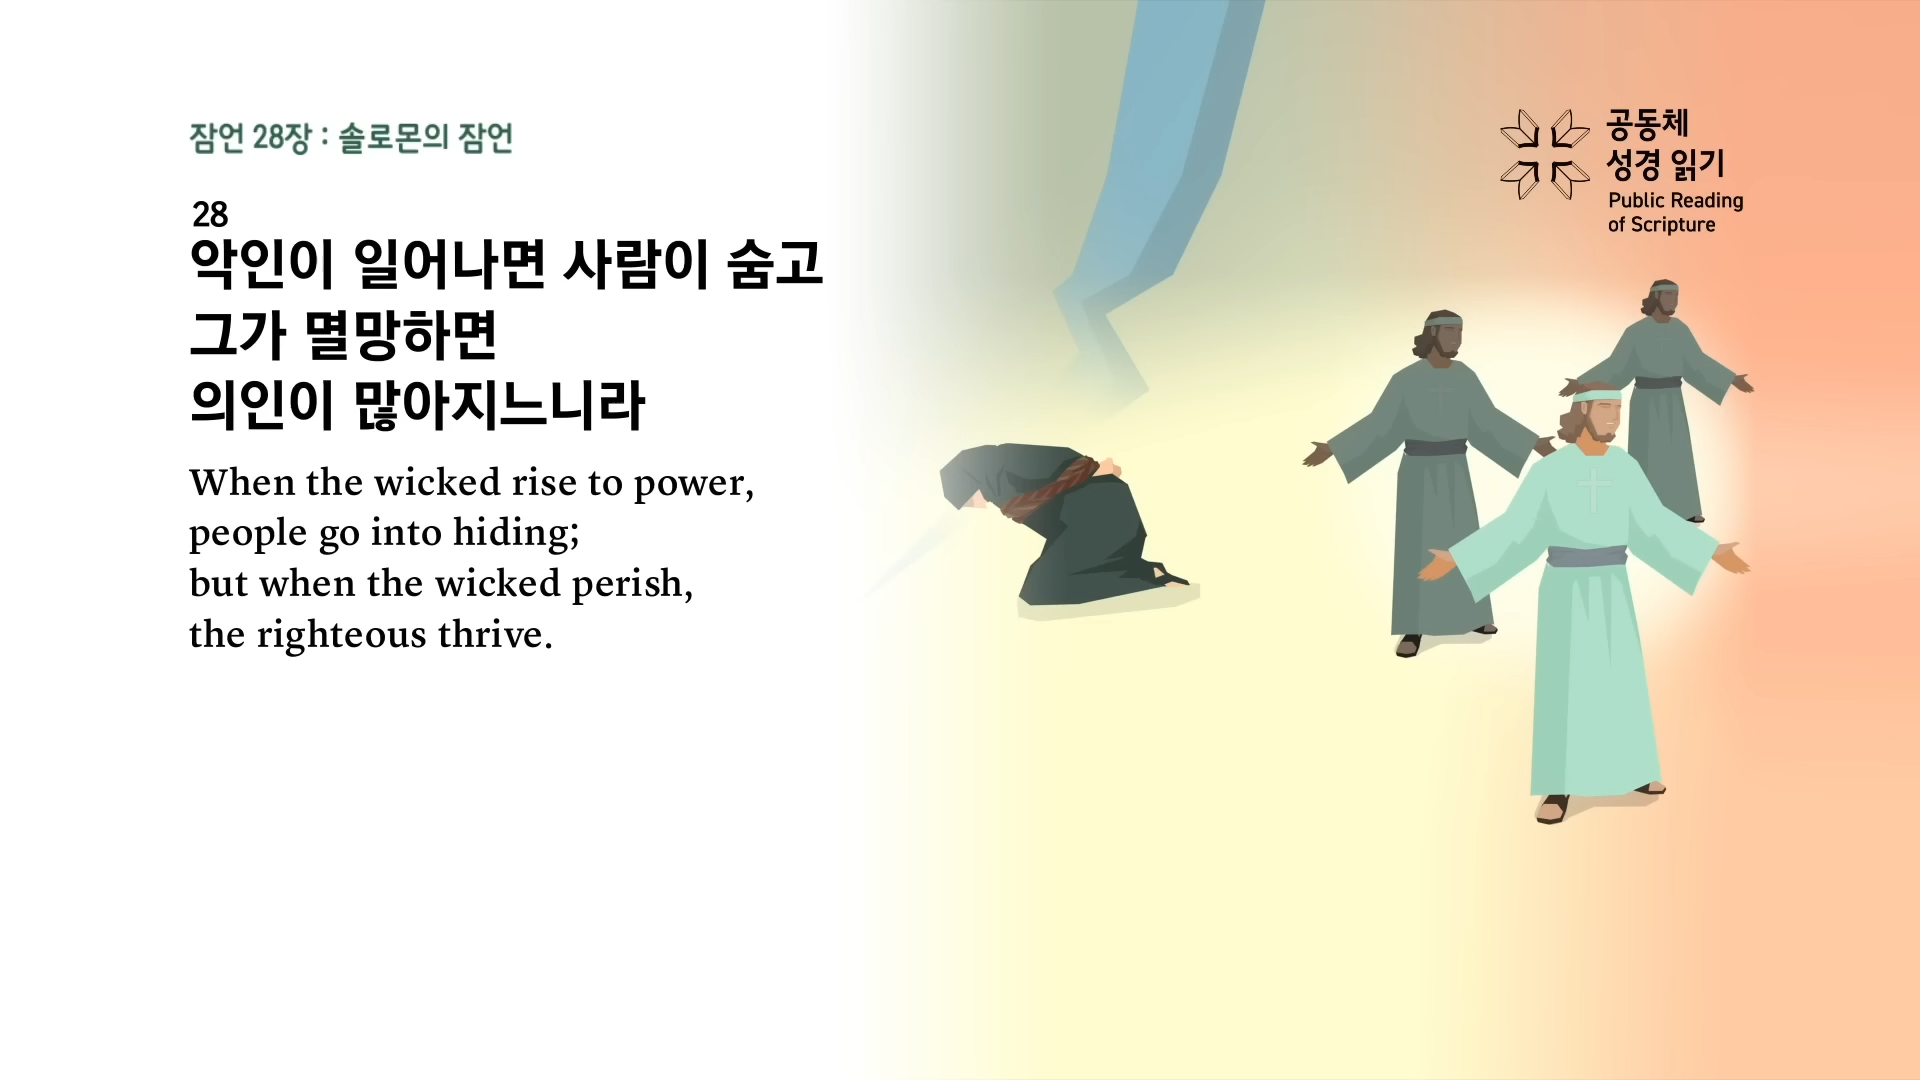 잠언 28장 : 솔로몬의 잠언
28
악인이 일어나면 사람이 숨고
그가 멸망하면
의인이 많아지느니라
When the wicked rise to power,
people go into hiding;
but when the wicked perish,
the righteous thrive.
공동체
성경 읽기
Public Reading
of Scripture